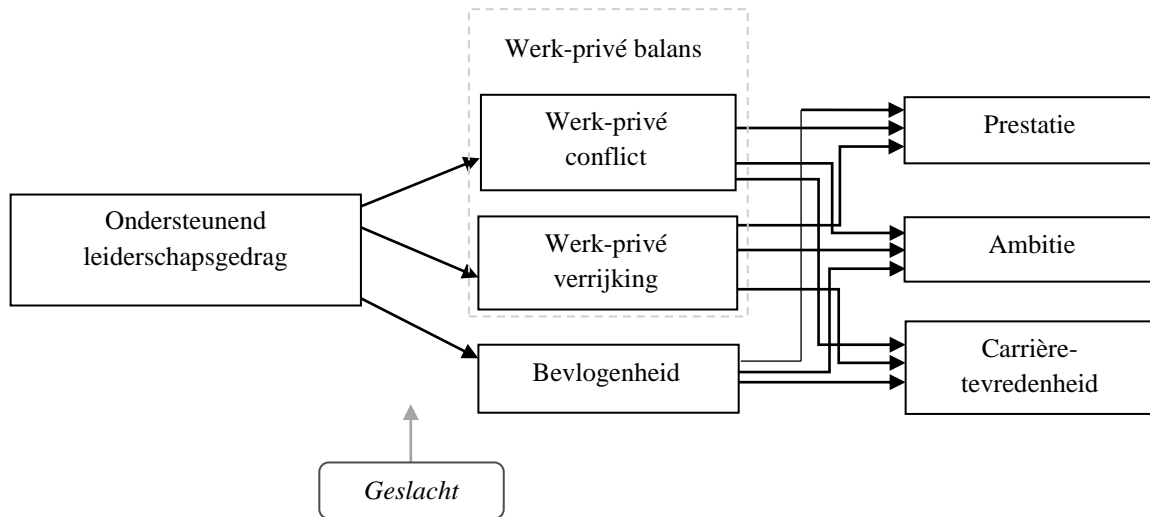 Werk-privé balans
Werk-privé
conflict
Prestatie
Ondersteunend
leiderschapsgedrag
Werk-privé
verrijking
Ambitie
Bevlogenheid
Carrière-
tevredenheid
Geslacht